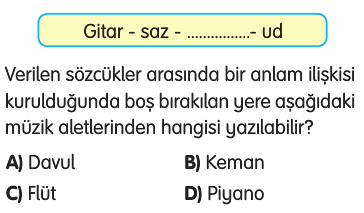 Gitar - saz - ................- ud
Verilen sözcükler arasında bir anlam ilişkisi
kurulduğunda boş bırakılan yere aşağıdaki
müzik aletlerinden hangisi yazılabilir?
A) Davul B) Keman
C) Flüt D) Piyano